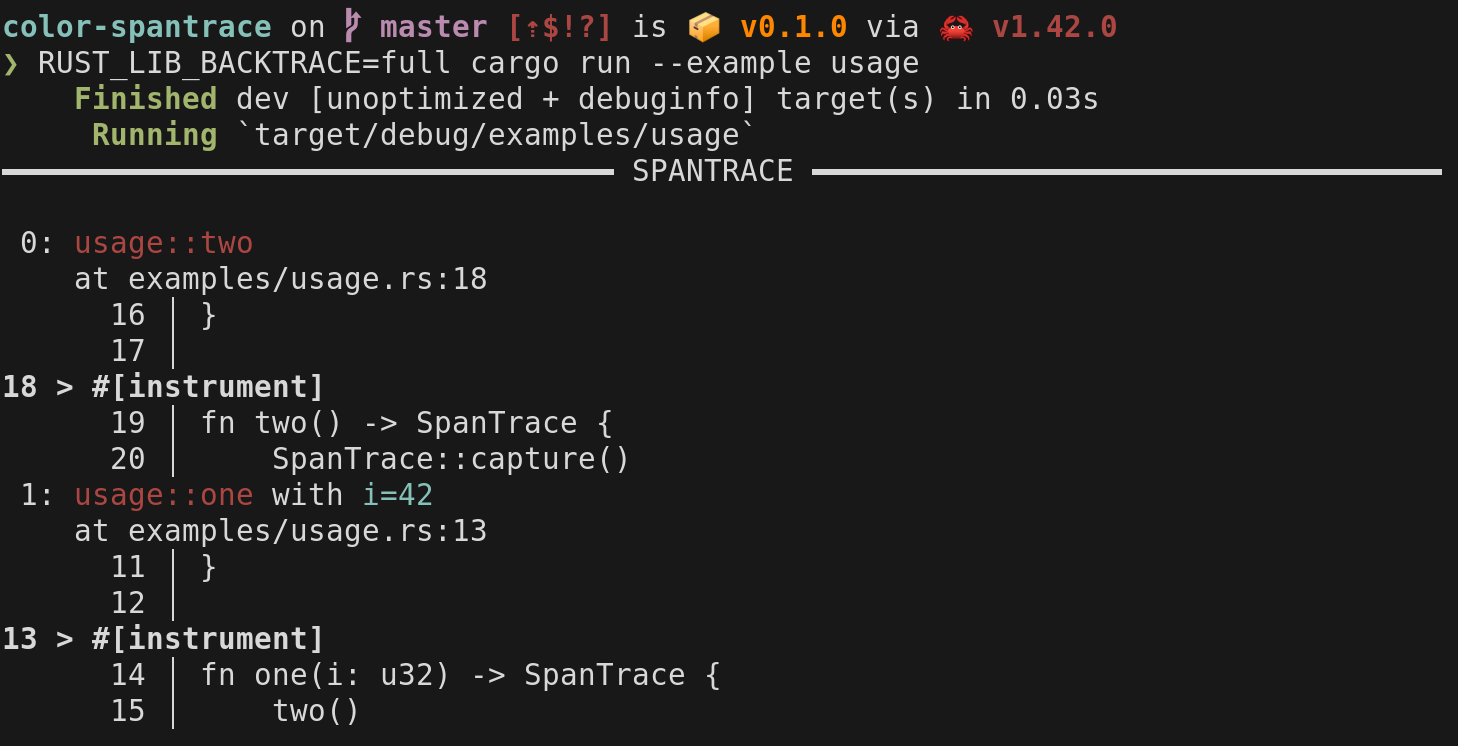 color-spantrace on master [⇡$!?] is 📦 v0.1.0 via 🦀 v1.42.0
❯ RUST_LIB_BACKTRACE=full cargo run --example usage
    Finished dev [unoptimized + debuginfo] target(s) in 0.03s
     Running `target/debug/examples/usage`
━━━━━━━━━━━━━━━━━━━━━━━━━━━━━━━━━━ SPANTRACE ━━━━━━━━━━━━━━━━━━━━━━━━━━━━━━━━━━━

 0: usage::two
    at examples/usage.rs:18
      16 │ }
      17 │
18 > #[instrument]
      19 │ fn two() -> SpanTrace {
      20 │     SpanTrace::capture()
 1: usage::one with i=42
    at examples/usage.rs:13
      11 │ }
      12 │
13 > #[instrument]
      14 │ fn one(i: u32) -> SpanTrace {
      15 │     two()